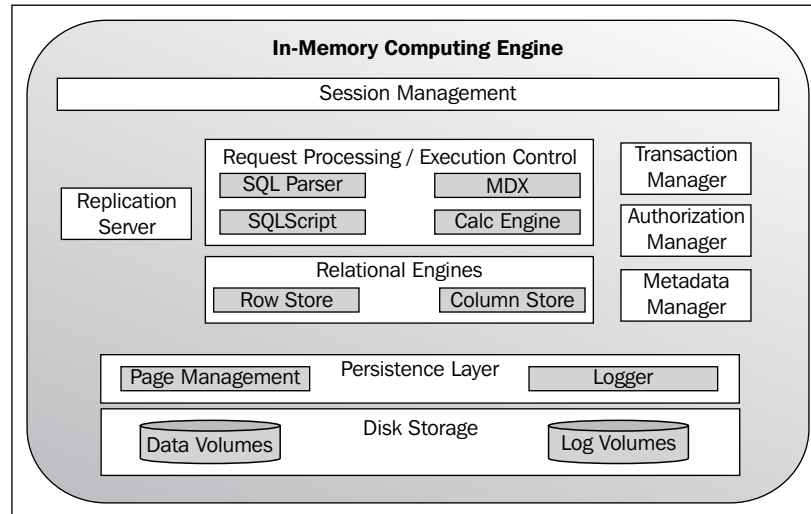 In-Memory Computing Engine
Session Management
Request Processing / Execution Control
SQL Parser
MDX
SQLScript
Calc Engine
Replication
Server
Transaction
Manager
Authorization
Manager
Metadata
Manager
Relational Engines
Row Store
Column Store
Page Management
Persistence Layer
Logger
Data Volumes
Disk Storage
Log Volumes